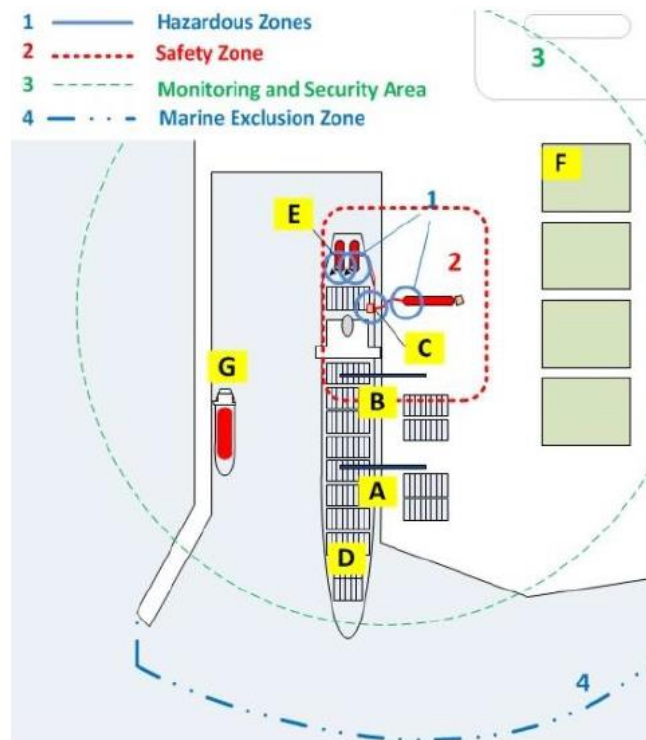 1 Hazardous Zones
2 Safety Zone
3 Monitoring and Security Area
4 Marine Exclusion Zone
3
F
E
1
2
C
G
B
A
D
4